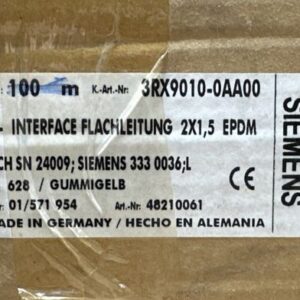 : 100 m K.-Art.-Nr: 3RX9010-0AA00
- INTERFACE FLACHLEITUNG 2X1,5 EPDM
CH SN 24009; SIEMENS 333 0036;L
628 / GUMMIGELB CE
: 01/571 954 Art.-Nr: 48210061
MADE IN GERMANY / HECHO EN ALEMANIA
SIEMENS